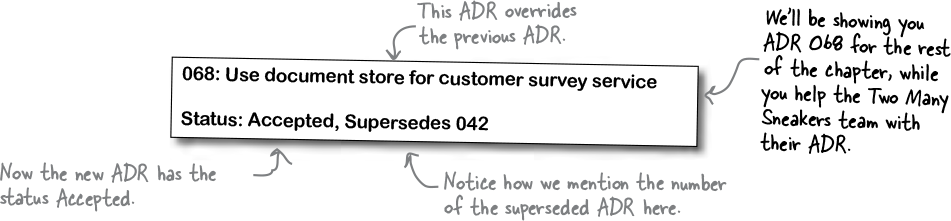 This ADR overrides
the previous ADR.
We'll be showing you
ADR 068 for the rest
of the chapter, while
you help the Two Many
Sneakers team with
their ADR.
068: Use document store for customer survey service
Status: Accepted, Supersedes 042
Now the new ADR has the
status Accepted.
Notice how we mention the number
of the superseded ADR here.